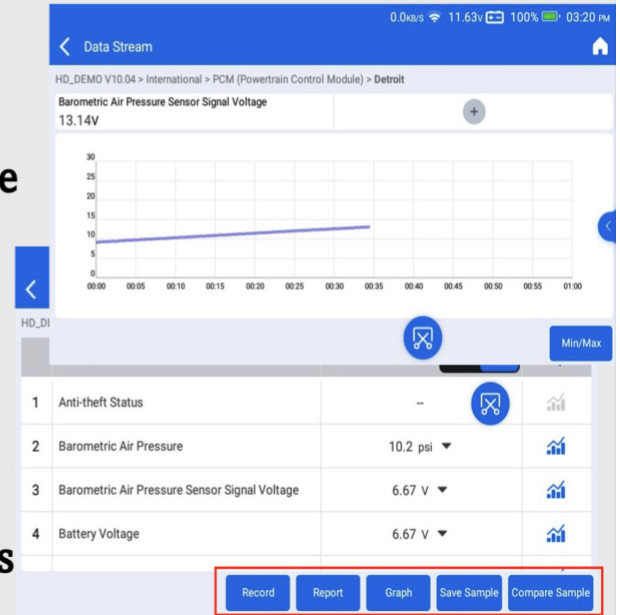 0.0KB/S 11.63V 100% 03:20 PM
Data Stream
HD_DEMO V10.04 > International > PCM (Powertrain Control Module) > Detroit
Barometric Air Pressure Sensor Signal Voltage
13.14V
+
30
25
20
15
10
5
0
00:00 00:05 00:10 00:15 00:20 00:25 00:30 00:35 00:40 00:45 00:50 00:55 01:00
Min/Max
e
HD_DE
1 Anti-theft Status --
2 Barometric Air Pressure 10.2 psi
3 Barometric Air Pressure Sensor Signal Voltage 6.67 V
4 Battery Voltage 6.67 V
s
Record Report Graph Save Sample Compare Sample